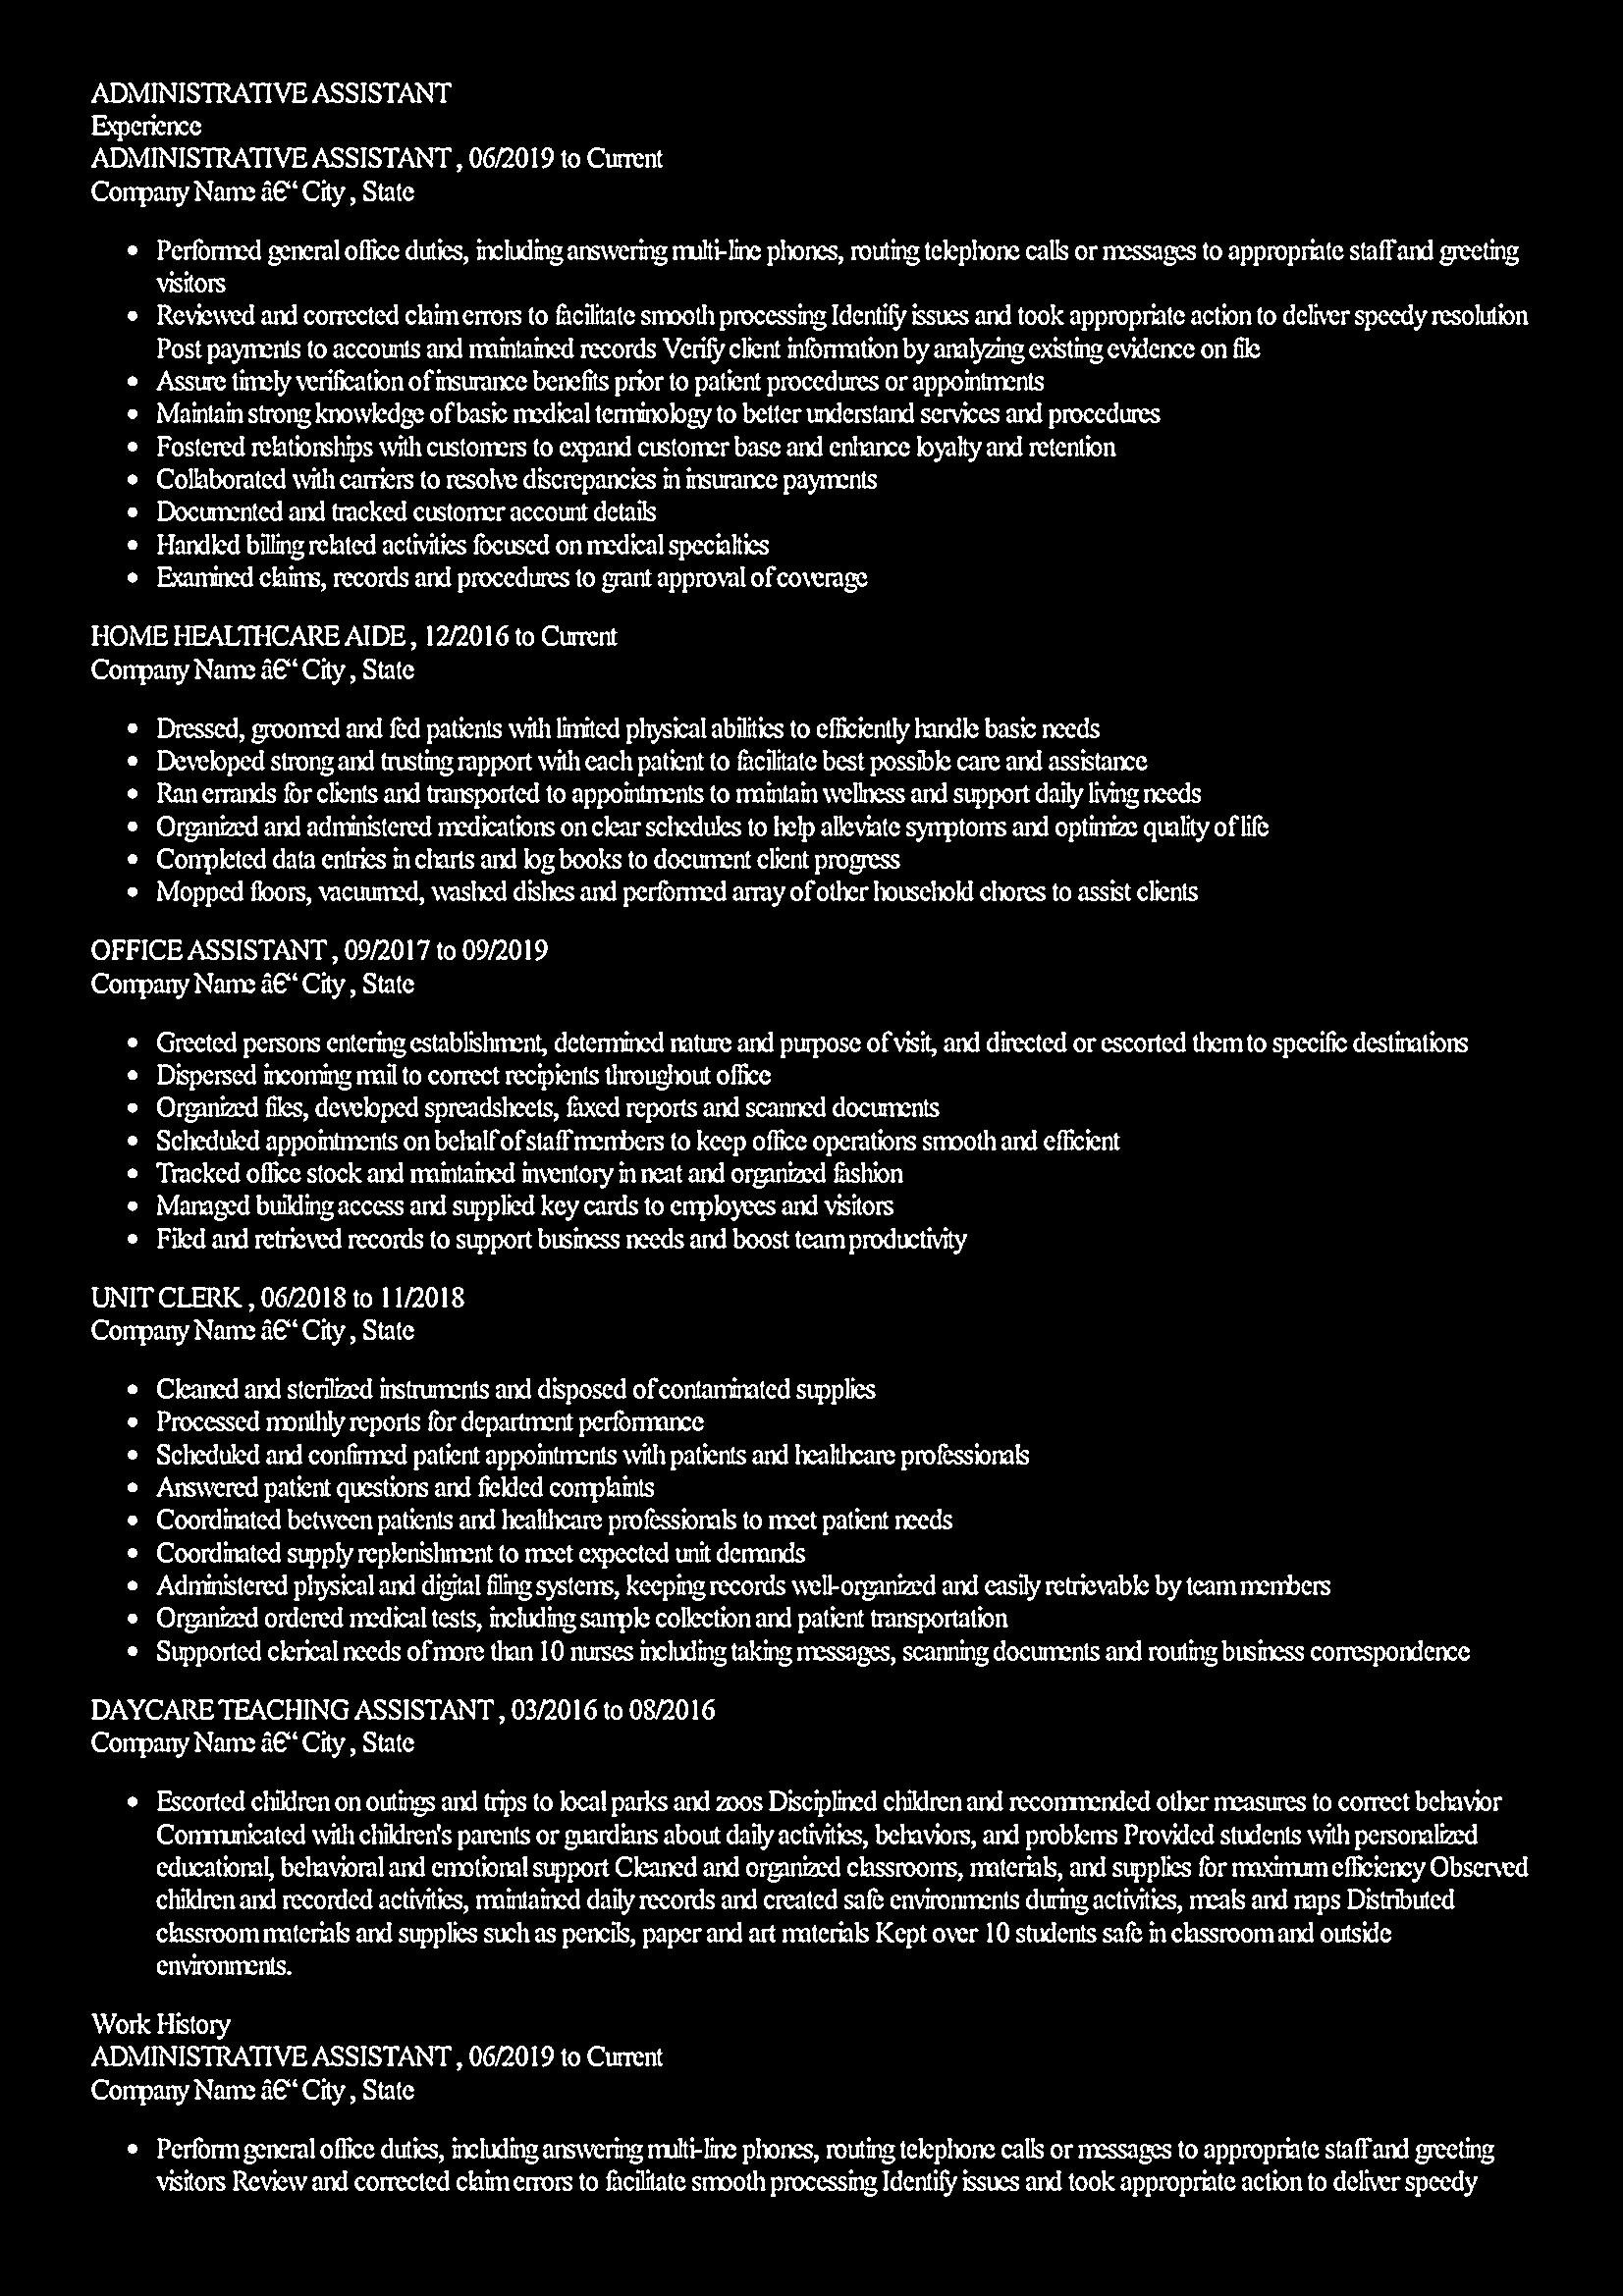 ADMINISTRATIVE ASSISTANT
Experience
ADMINISTRATIVE ASSISTANT , 06/2019 to Current
Company Name â€“ City , State
• Performed general office duties, including answering multi-line phones, routing telephone calls or messages to appropriate staff and greeting
visitors
• Reviewed and corrected claim errors to facilitate smooth processing Identify issues and took appropriate action to deliver speedy resolution
Post payments to accounts and maintained records Verify client information by analyzing existing evidence on file
• Assure timely verification of insurance benefits prior to patient procedures or appointments
• Maintain strong knowledge of basic medical terminology to better understand services and procedures
• Fostered relationships with customers to expand customer base and enhance loyalty and retention
• Collaborated with carriers to resolve discrepancies in insurance payments
• Documented and tracked customer account details
• Handled billing related activities focused on medical specialties
• Examined claims, records and procedures to grant approval of coverage
HOME HEALTHCARE AIDE , 12/2016 to Current
Company Name â€“ City , State
• Dressed, groomed and fed patients with limited physical abilities to efficiently handle basic needs
• Developed strong and trusting rapport with each patient to facilitate best possible care and assistance
• Ran errands for clients and transported to appointments to maintain wellness and support daily living needs
• Organized and administered medications on clear schedules to help alleviate symptoms and optimize quality of life
• Completed data entries in charts and log books to document client progress
• Mopped floors, vacuumed, washed dishes and performed array of other household chores to assist clients
OFFICE ASSISTANT , 09/2017 to 09/2019
Company Name â€“ City , State
• Greeted persons entering establishment, determined nature and purpose of visit, and directed or escorted them to specific destinations
• Dispersed incoming mail to correct recipients throughout office
• Organized files, developed spreadsheets, faxed reports and scanned documents
• Scheduled appointments on behalf of staff members to keep office operations smooth and efficient
• Tracked office stock and maintained inventory in neat and organized fashion
• Managed building access and supplied key cards to employees and visitors
• Filed and retrieved records to support business needs and boost team productivity
UNIT CLERK , 06/2018 to 11/2018
Company Name â€“ City , State
• Cleaned and sterilized instruments and disposed of contaminated supplies
• Processed monthly reports for department performance
• Scheduled and confirmed patient appointments with patients and healthcare professionals
• Answered patient questions and fielded complaints
• Coordinated between patients and healthcare professionals to meet patient needs
• Coordinated supply replenishment to meet expected unit demands
• Administered physical and digital filing systems, keeping records well-organized and easily retrievable by team members
• Organized ordered medical tests, including sample collection and patient transportation
• Supported clerical needs of more than 10 nurses including taking messages, scanning documents and routing business correspondence
DAYCARE TEACHING ASSISTANT , 03/2016 to 08/2016
Company Name â€“ City , State
• Escorted children on outings and trips to local parks and zoos Disciplined children and recommended other measures to correct behavior
Communicated with children's parents or guardians about daily activities, behaviors, and problems Provided students with personalized
educational, behavioral and emotional support Cleaned and organized classrooms, materials, and supplies for maximum efficiency Observed
children and recorded activities, maintained daily records and created safe environments during activities, meals and naps Distributed
classroom materials and supplies such as pencils, paper and art materials Kept over 10 students safe in classroom and outside
environments.
Work History
ADMINISTRATIVE ASSISTANT , 06/2019 to Current
Company Name â€“ City , State
• Perform general office duties, including answering multi-line phones, routing telephone calls or messages to appropriate staff and greeting
visitors Review and corrected claim errors to facilitate smooth processing Identify issues and took appropriate action to deliver speedy